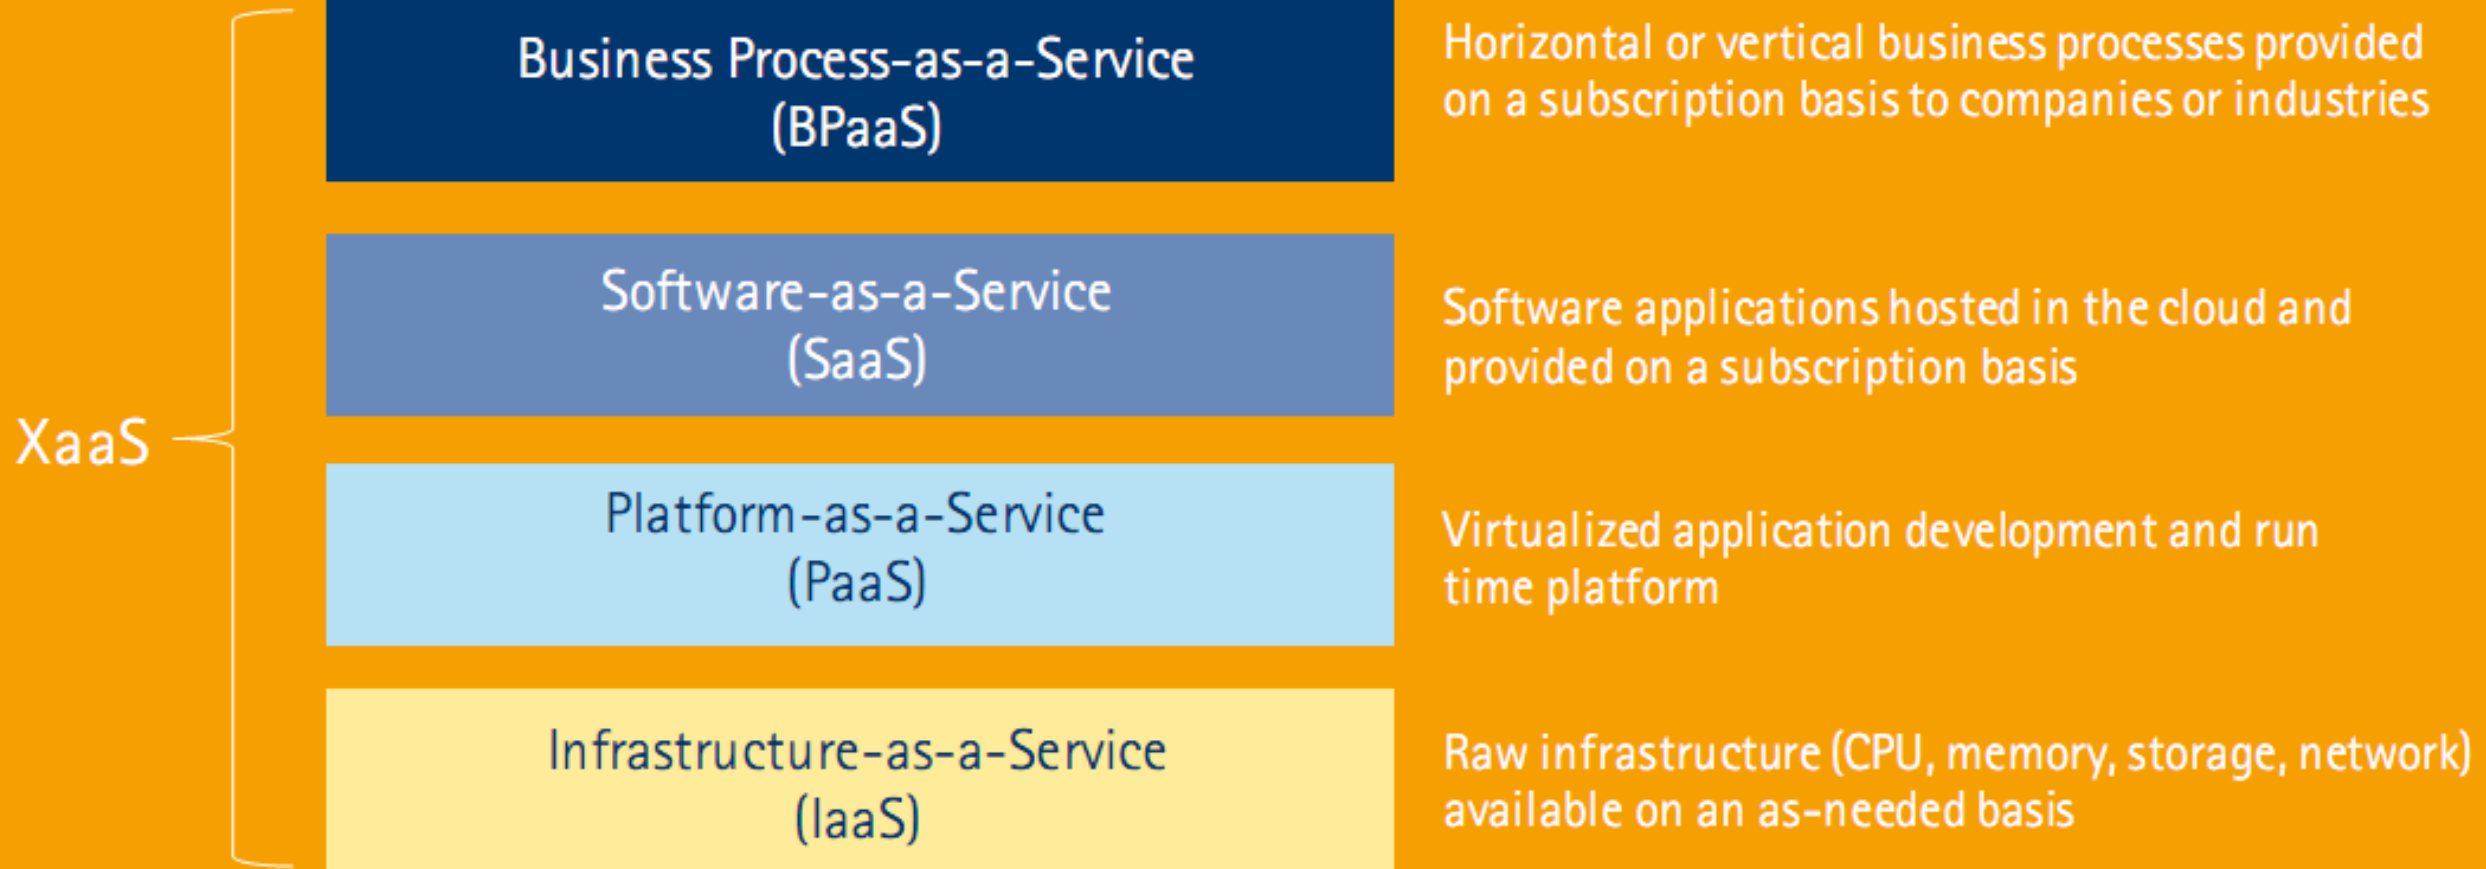 XaaS
Business Process-as-a-Service
(BPaaS)
Horizontal or vertical business processes provided
on a subscription basis to companies or industries
Software-as-a-Service
(SaaS)
Software applications hosted in the cloud and
provided on a subscription basis
Platform-as-a-Service
(PaaS)
Virtualized application development and run
time platform
Infrastructure-as-a-Service
(IaaS)
Raw infrastructure (CPU, memory, storage, network)
available on an as-needed basis